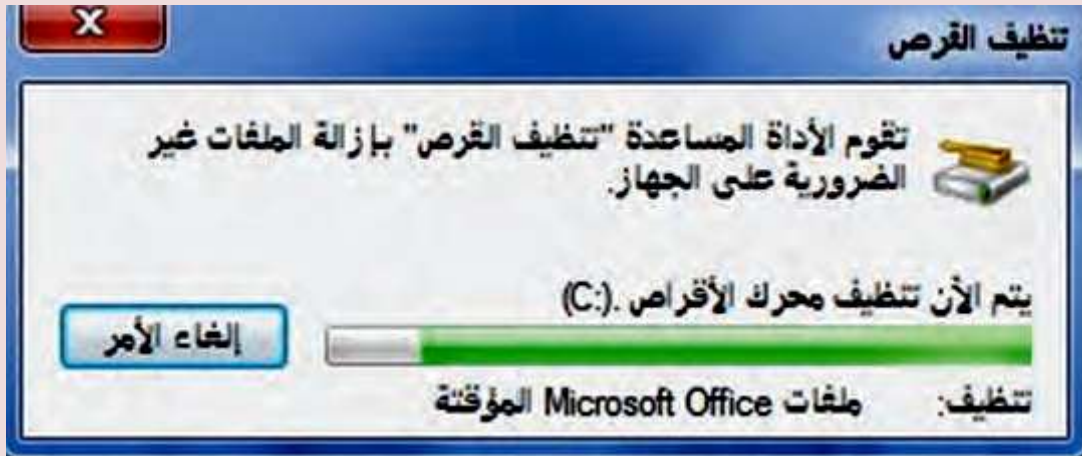 تنظيف القرص
تقوم الأداة المساعدة "تنظيف القرص" بإزالة الملفات غير
الضرورية على الجهاز.
يتم الآن تنظيف محرك الأقراص .(C:)
إلغاء الأمر
تنظيف: ملفات Microsoft Office المؤقتة